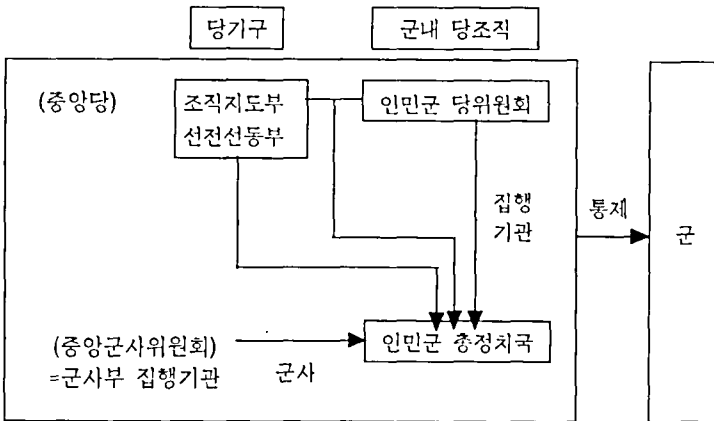 당기구
군내 당조직
(중앙당)
조직지도부
선전선동부
인민군 당위원회
집행
기관
통제
군
(중앙군사위원회)
=군사부 집행기관
군사
인민군 총정치국